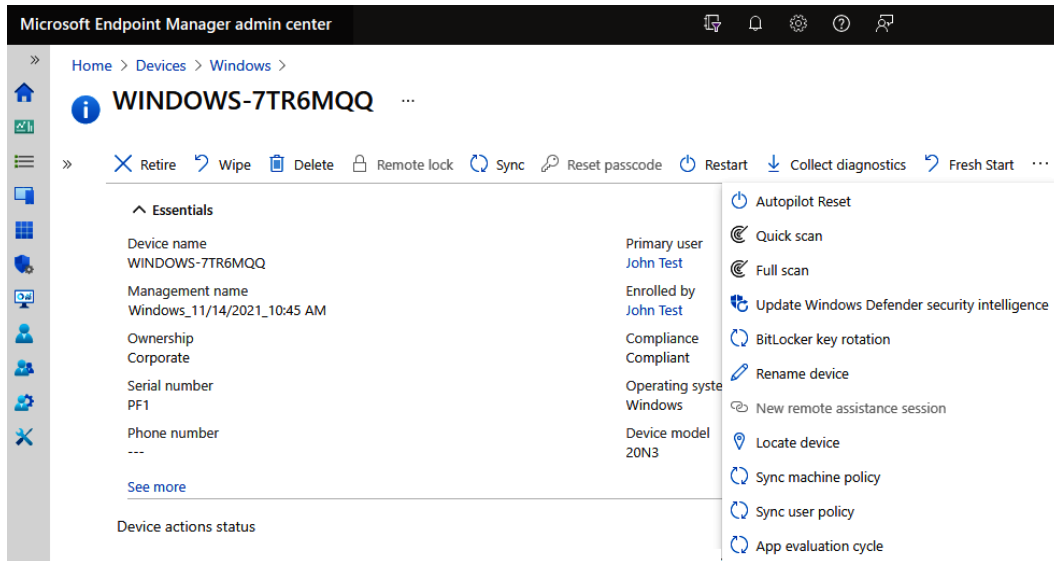 Microsoft Endpoint Manager admin center
Home > Devices > Windows >
WINDOWS-7TR6MQQ ...
Retire Wipe Delete Remote lock Sync Reset passcode Restart Collect diagnostics Fresh Start ...
Essentials
Device name
WINDOWS-7TR6MQQ
Management name
Windows_11/14/2021_10:45 AM
Ownership
Corporate
Serial number
PF1
Phone number
---
See more
Primary user
John Test
Enrolled by
John Test
Compliance
Compliant
Operating syste
Windows
Device model
20N3
Autopilot Reset
Quick scan
Full scan
Update Windows Defender security intelligence
BitLocker key rotation
Rename device
New remote assistance session
Locate device
Sync machine policy
Sync user policy
App evaluation cycle
Device actions status